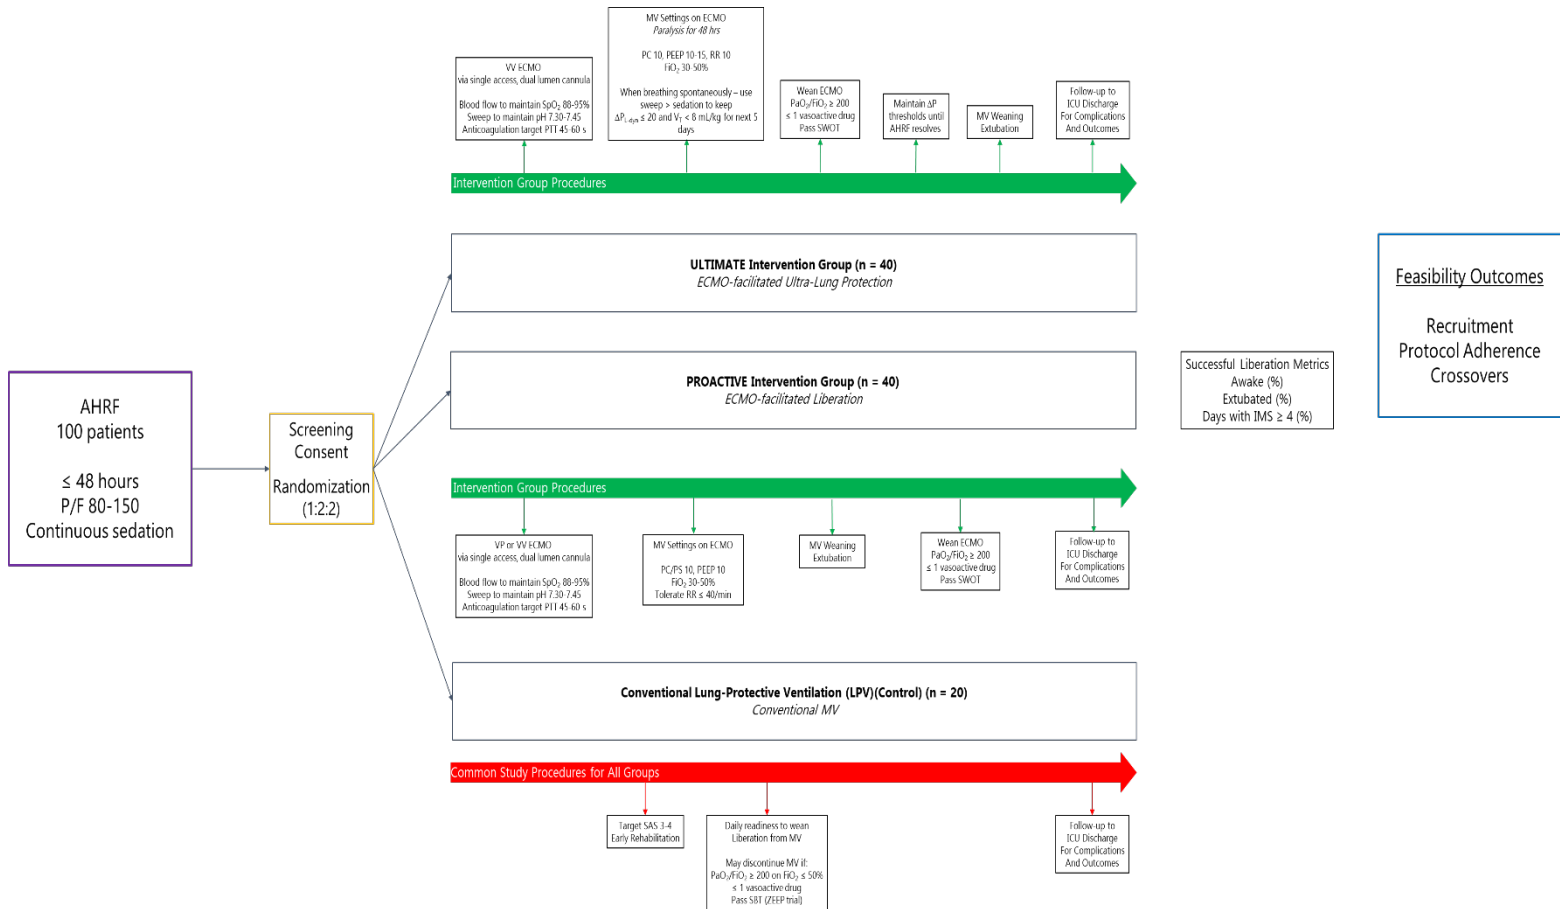 VV ECMO
via single access, dual lumen cannula
Blood flow to maintain SpO₂ 88-95%
Sweep to maintain pH 7.30-7.45
Anticoagulation target PTT 45-60 s
MV Settings on ECMO
Paralysis for 48 hrs
PC 10, PEEP 10-15, RR 10
FiO₂ 30-50%
When breathing spontaneously – use
sweep > sedation to keep
ΔP_L,dyn ≤ 20 and V_T < 8 mL/kg for next 5
days
Wean ECMO
PaO₂/FiO₂ ≥ 200
≤ 1 vasoactive drug
Pass SWOT
Maintain ΔP
thresholds until
AHRF resolves
MV Weaning
Extubation
Follow-up to
ICU Discharge
For Complications
And Outcomes
Intervention Group Procedures
ULTIMATE Intervention Group (n = 40)
ECMO-facilitated Ultra-Lung Protection
PROACTIVE Intervention Group (n = 40)
ECMO-facilitated Liberation
AHRF
100 patients
≤ 48 hours
P/F 80-150
Continuous sedation
Screening
Consent
Randomization
(1:2:2)
Successful Liberation Metrics
Awake (%)
Extubated (%)
Days with IMS ≥ 4 (%)
Feasibility Outcomes
Recruitment
Protocol Adherence
Crossovers
Intervention Group Procedures
VP or VV ECMO
via single access, dual lumen cannula
Blood flow to maintain SpO₂ 88-95%
Sweep to maintain pH 7.30-7.45
Anticoagulation target PTT 45-60 s
MV Settings on ECMO
PC/PS 10, PEEP 10
FiO₂ 30-50%
Tolerate RR ≤ 40/min
MV Weaning
Extubation
Wean ECMO
PaO₂/FiO₂ ≥ 200
≤ 1 vasoactive drug
Pass SWOT
Follow-up to
ICU Discharge
For Complications
And Outcomes
Conventional Lung-Protective Ventilation (LPV)(Control) (n = 20)
Conventional MV
Common Study Procedures for All Groups
Target SAS 3-4
Early Rehabilitation
Daily readiness to wean
Liberation from MV
May discontinue MV if:
PaO₂/FiO₂ ≥ 200 on FiO₂ ≤ 50%
≤ 1 vasoactive drug
Pass SBT (ZEEP trial)
Follow-up to
ICU Discharge
For Complications
And Outcomes